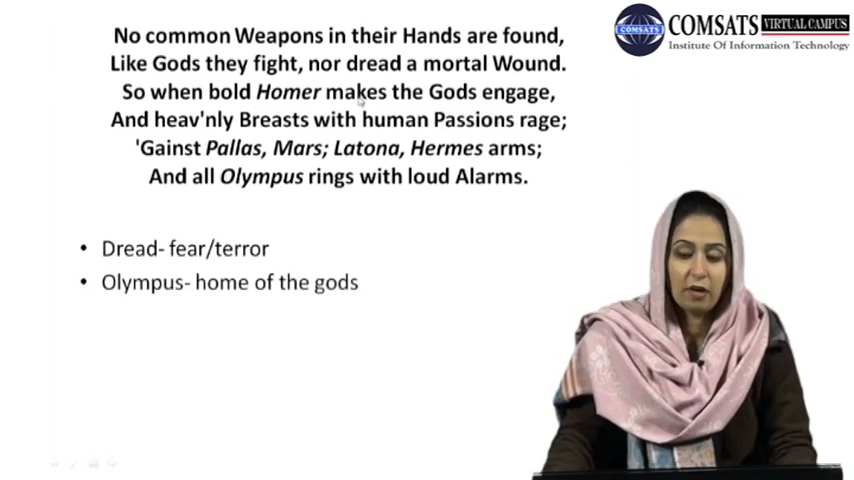 No common Weapons in their Hands are found,
Like Gods they fight, nor dread a mortal Wound.
So when bold Homer makes the Gods engage,
And heav'nly Breasts with human Passions rage;
'Gainst Pallas, Mars; Latona, Hermes arms;
And all Olympus rings with loud Alarms.
• Dread- fear/terror
• Olympus- home of the gods
COMSATS
COMSATS VIRTUAL CAMPUS
Institute Of Information Technology